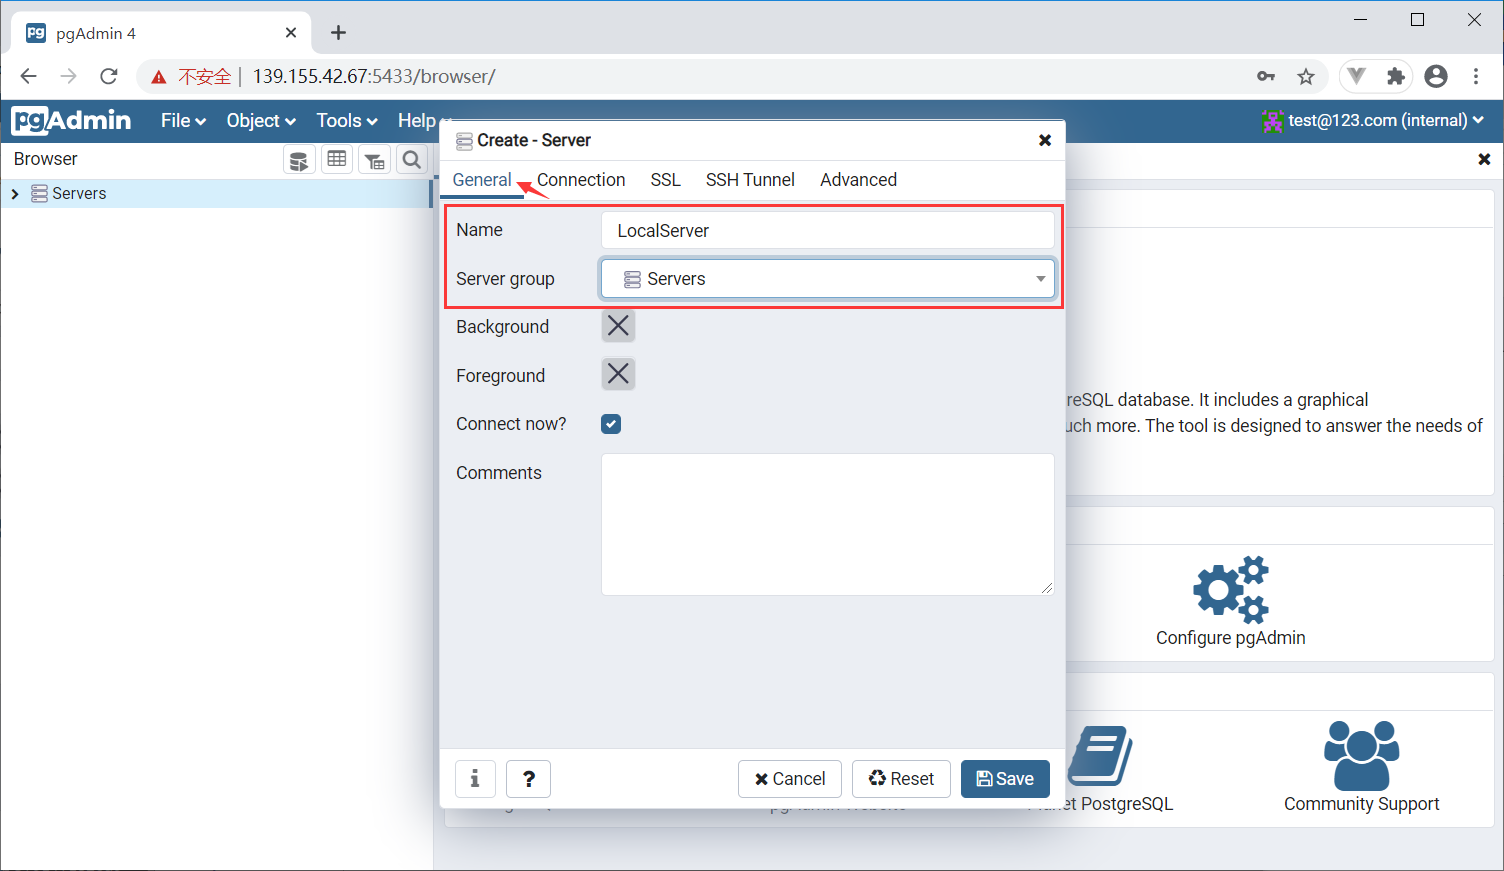 pgAdmin 4
不安全 | 139.155.42.67:5433/browser/
pgAdmin File Object Tools Help test@123.com (internal)
Browser
Servers
Create - Server
General Connection SSL SSH Tunnel Advanced
Name LocalServer
Server group Servers
Background
Foreground
Connect now?
Comments
reSQL database. It includes a graphical
uch more. The tool is designed to answer the needs of
Configure pgAdmin
i ? Cancel Reset Save
et PostgreSQL
Community Support